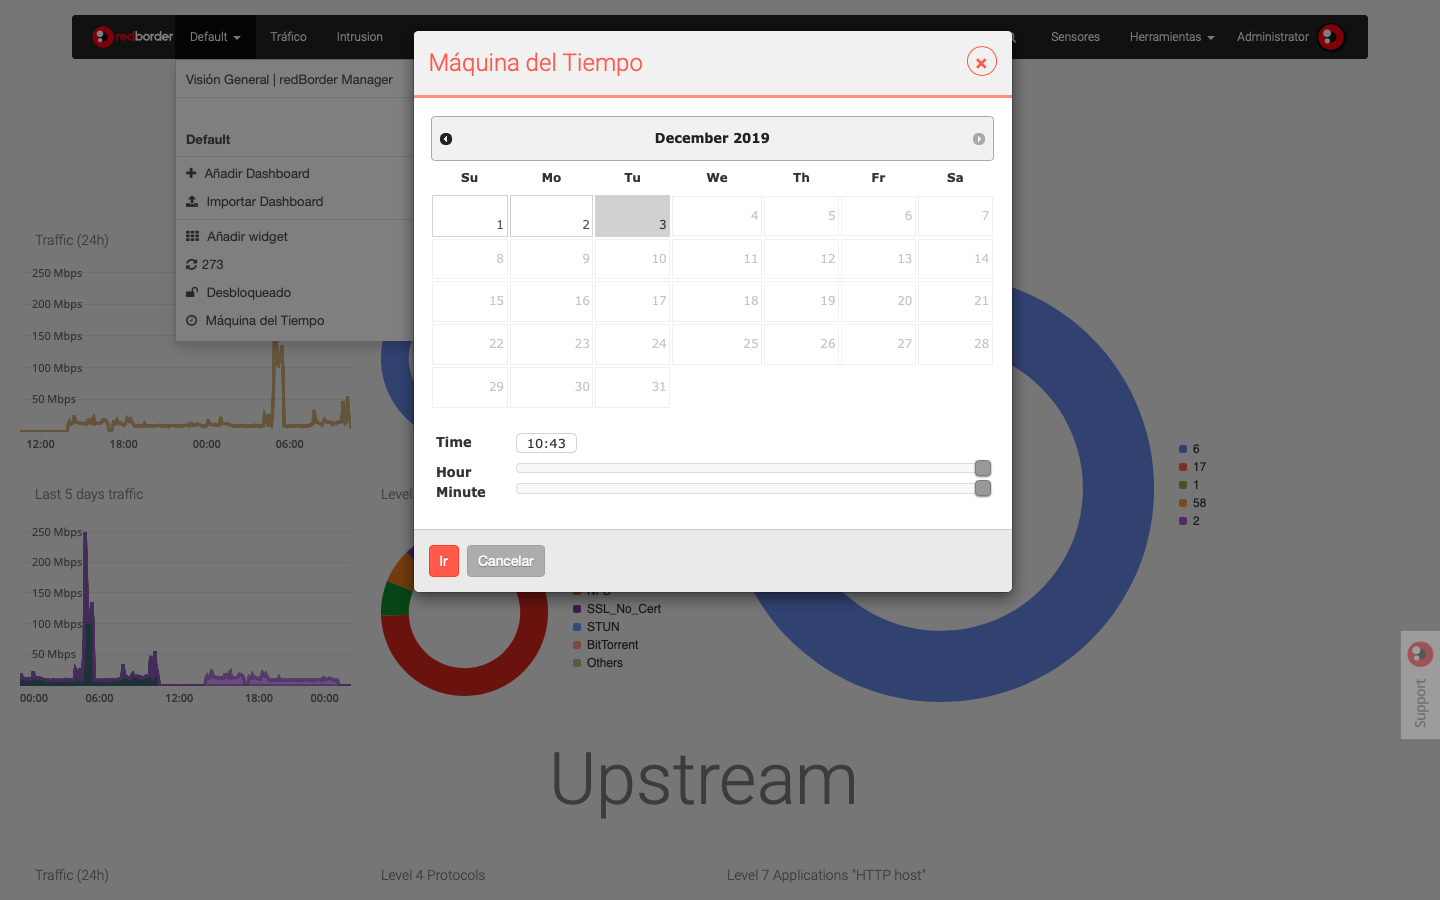 redborder
Default
Tráfico
Intrusion
Sensores
Herramientas
Administrator
Visión General | redBorder Manager
Default
Añadir Dashboard
Importar Dashboard
Añadir widget
273
Desbloqueado
Máquina del Tiempo
Máquina del Tiempo
December 2019
Su Mo Tu We Th Fr Sa
1 2 3 4 5 6 7
8 9 10 11 12 13 14
15 16 17 18 19 20 21
22 23 24 25 26 27 28
29 30 31
Time 10:43
Hour
Minute
Ir
Cancelar
Traffic (24h)
250 Mbps
200 Mbps
150 Mbps
100 Mbps
50 Mbps
12:00 18:00 00:00 06:00
Last 5 days traffic
250 Mbps
200 Mbps
150 Mbps
100 Mbps
50 Mbps
00:00 06:00 12:00 18:00 00:00
Level
SSL_No_Cert
STUN
BitTorrent
Others
6
17
1
58
2
Support
Upstream
Traffic (24h)
Level 4 Protocols
Level 7 Applications "HTTP host"